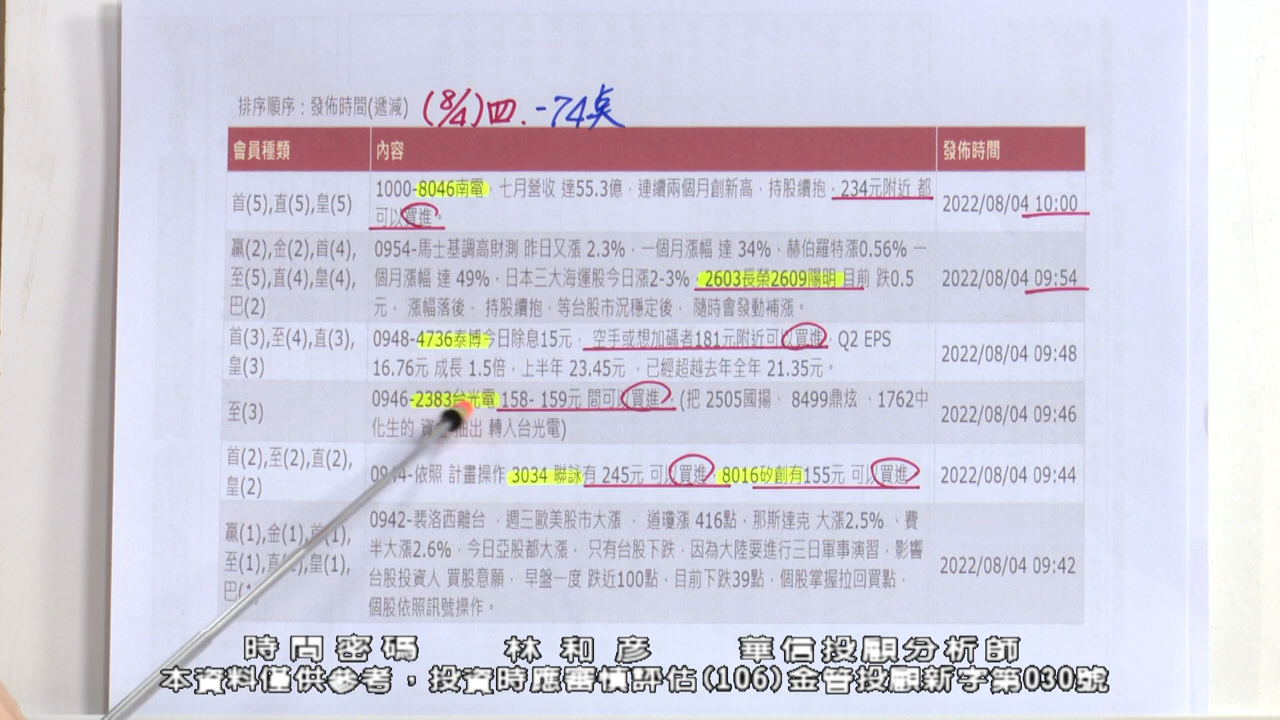 排序順序：發佈時間(遞減) (8/4)四. -74点
會員種類 內容 發佈時間
首(5),直(5),皇(5)
1000-8046南電，七月營收 達55.3億，連續兩個月創新高，持股續抱，234元附近 都
可以買進。
2022/08/04 10:00
贏(2),金(2),首(4),
至(5),直(4),皇(4),
巴(2)
0954-馬士基調高財測 昨日又漲 2.3%，一個月漲幅 達 34%，赫伯羅特漲0.56% 一
個月漲幅 達 49%，日本三大海運股今日漲2-3%，2603長榮2609陽明 目前 跌0.5
元， 漲幅落後， 持股續抱，等台股市況穩定後， 隨時會發動補漲。
2022/08/04 09:54
首(3),至(4),直(3),
皇(3)
0948-4736泰博今日除息15元， 空手或想加碼者181元附近可以買進，Q2 EPS
16.76元 成長 1.5倍，上半年 23.45元 ，已經超越去年全年 21.35元。
2022/08/04 09:48
至(3)
0946-2383台光電 158- 159元 間可以買進，(把 2505國揚、 8499鼎炫 、1762中
化生的 資 抽出 轉入台光電)
2022/08/04 09:46
首(2),至(2),直(2),
皇(2)
-依照 計畫操作 3034 聯詠有 245元 可以買進，8016矽創有155元 可以買進，
2022/08/04 09:44
贏(1),金(1),首(1),
至(1),直 ,皇(1),
巴
0942-裴洛西離台 ，週三歐美股市大漲 ， 道瓊漲 416點，那斯達克 大漲2.5% 、費
半大漲2.6%，今日亞股都大漲， 只有台股下跌，因為大陸要進行三日軍事演習，影響
台股投資人 買股意願， 早盤一度 跌近100點，目前下跌39點，個股掌握拉回買點，
個股依照訊號操作。
2022/08/04 09:42
時間密碼 林和彥 華信投顧分析師
本資料僅供參考，投資時應審慎評估(106)金管投顧新字第030號